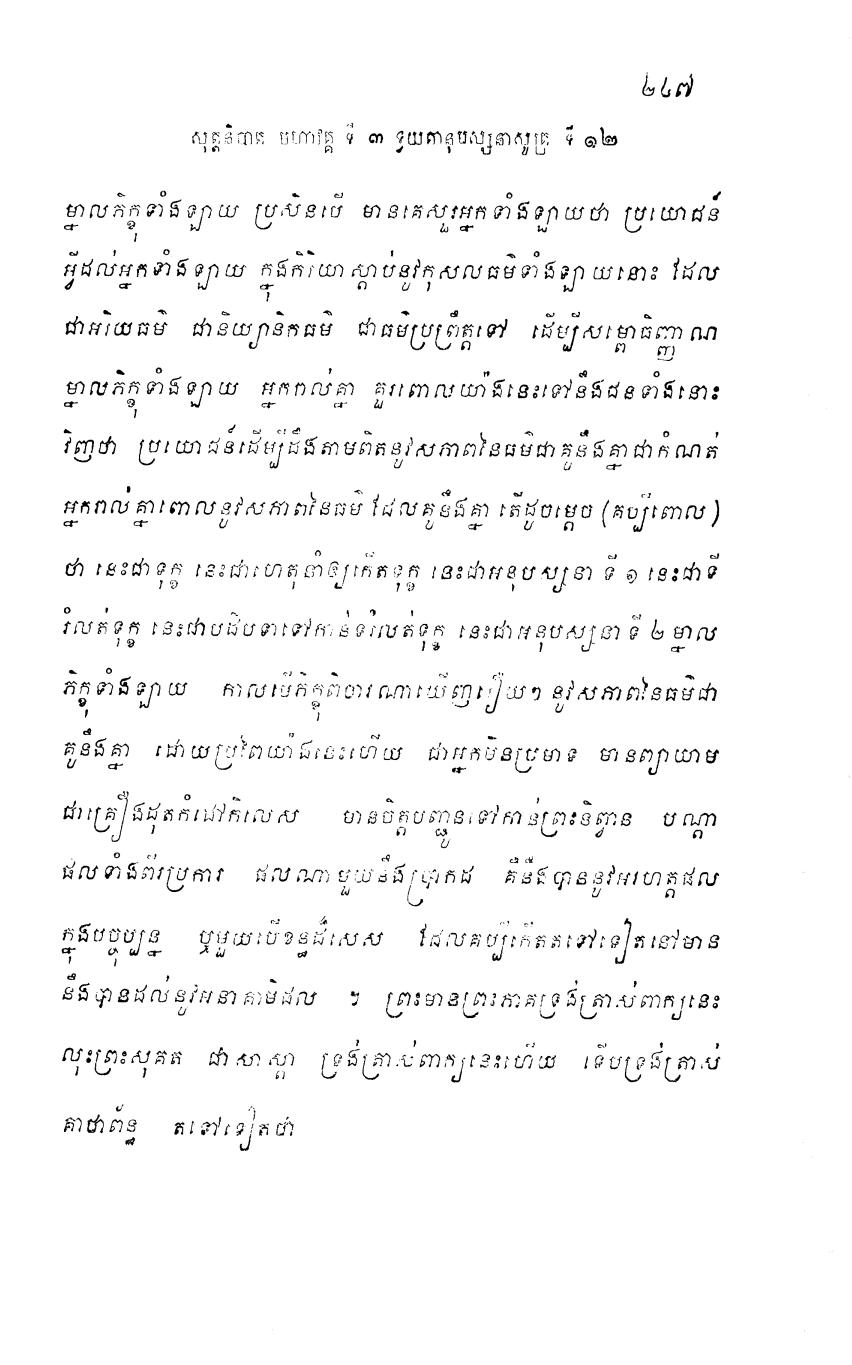 ២៤៧
សុត្តនិបាត មហាវគ្គ ទី ៣ ទ្វយតានុបស្សនាសូត្រ ទី ១២
ម្នាលភិក្ខុទាំងឡាយ ប្រសិនបើ មានគេសួរអ្នកទាំងឡាយថា ប្រយោជន៍
អ្វីដល់អ្នកទាំងឡាយ ក្នុងកិរិយាស្តាប់នូវកុសលធម៌ទាំងឡាយនោះ ដែល
ជាអរិយធម៌ ជានិយ្យានិកធម៌ ជាធម៌ប្រព្រឹត្តទៅ ដើម្បីសម្ពោធិញ្ញាណ
ម្នាលភិក្ខុទាំងឡាយ អ្នករាល់គ្នា គួរពោលយ៉ាងនេះទៅនឹងជនទាំងនោះ
វិញថា ប្រយោជន៍ដើម្បីដឹងតាមពិតនូវសភាពនៃធម៌ជាគូនឹងគ្នាជាកំណត់
អ្នករាល់គ្នាពោលនូវសភាពនៃធម៌ ដែលគូនឹងគ្នា តើដូចម្តេច (គប្បីពោល)
ថា នេះជាទុក្ខ នេះជាហេតុនាំឲ្យកើតទុក្ខ នេះជាអនុបស្សនា ទី ១ នេះជាទី
រំលត់ទុក្ខ នេះជាបដិបទាទៅកាន់ទីរំលត់ទុក្ខ នេះជាអនុបស្សនាទី ២ ម្នាល
ភិក្ខុទាំងឡាយ កាលបើភិក្ខុពិចារណាឃើញរឿយៗ នូវសភាពនៃធម៌ជា
គូនឹងគ្នា ដោយប្រពៃយ៉ាងនេះហើយ ជាអ្នកមិនប្រមាទ មានព្យាយាម
ជាគ្រឿងដុតកំដៅកិលេស មានចិត្តបញ្ជូនទៅកាន់ព្រះនិព្វាន បណ្តា
ផលទាំងពីរប្រការ ផលណាមួយនឹងប្រាកដ គឺនឹងបាននូវអរហត្តផល
ក្នុងបច្ចុប្បន្ន ឬមួយបើខន្ធដ៏សេស ដែលគប្បីកើតតទៅទៀតនៅមាន
នឹងបានដល់នូវអនាគាមិផល ។ ព្រះមានព្រះភាគទ្រង់ត្រាស់ពាក្យនេះ
លុះព្រះសុគត ជាសាស្តា ទ្រង់ត្រាស់ពាក្យនេះហើយ ទើបទ្រង់ត្រាស់
គាថាព័ន្ធ តទៅទៀតថា